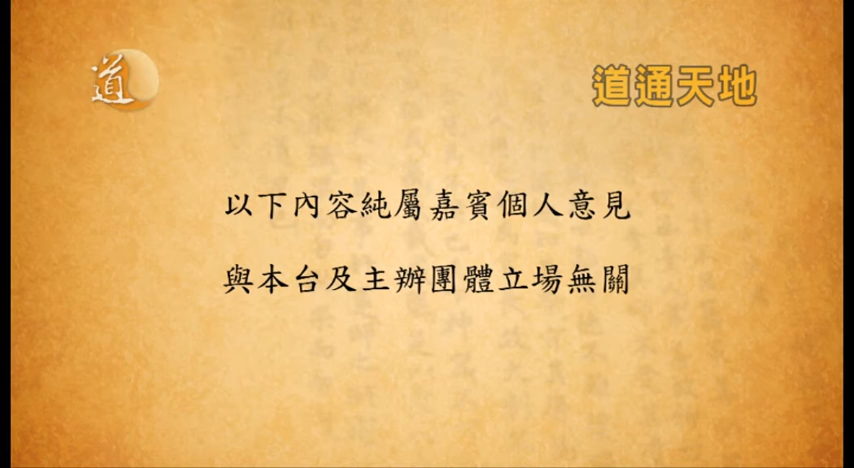 道
道通天地
以下內容純屬嘉賓個人意見
與本台及主辦團體立場無關